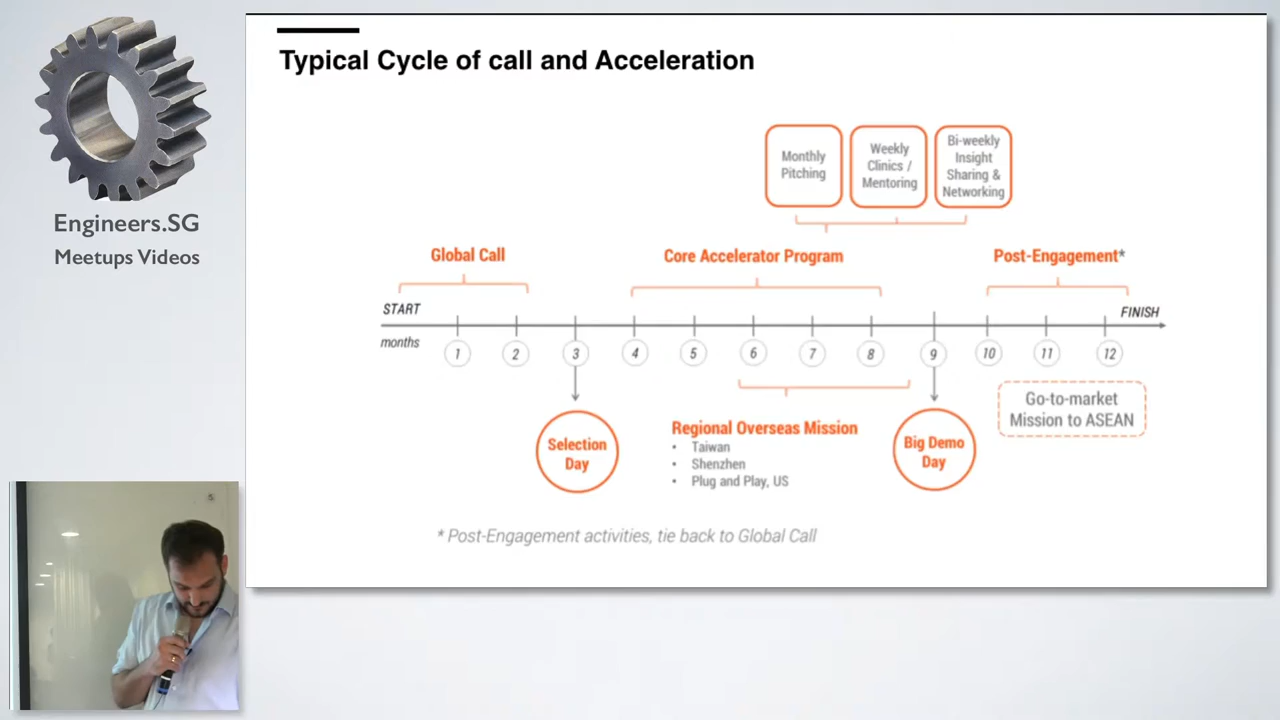 Engineers.SG
Meetups Videos
Typical Cycle of call and Acceleration
Monthly
Pitching
Weekly
Clinics /
Mentoring
Bi-weekly
Insight
Sharing &
Networking
Global Call
Core Accelerator Program
Post-Engagement*
START
FINISH
months
1
2
3
4
5
6
7
8
9
10
11
12
Selection
Day
Regional Overseas Mission
• Taiwan
• Shenzhen
• Plug and Play, US
Big Demo
Day
Go-to-market
Mission to ASEAN
* Post-Engagement activities, tie back to Global Call